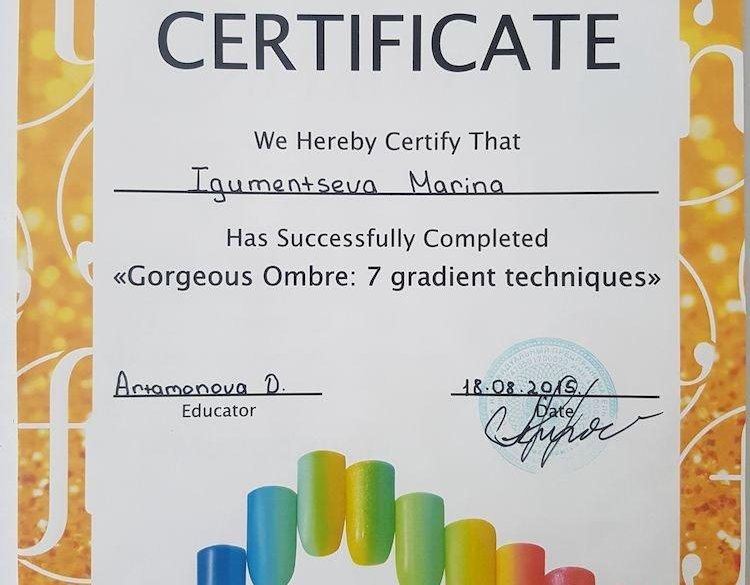 CERTIFICATE
We Hereby Certify That
Igumentseva Marina
Has Successfully Completed
«Gorgeous Ombre: 7 gradient techniques»
Artamonova D.
Educator
18.08.2015
Date